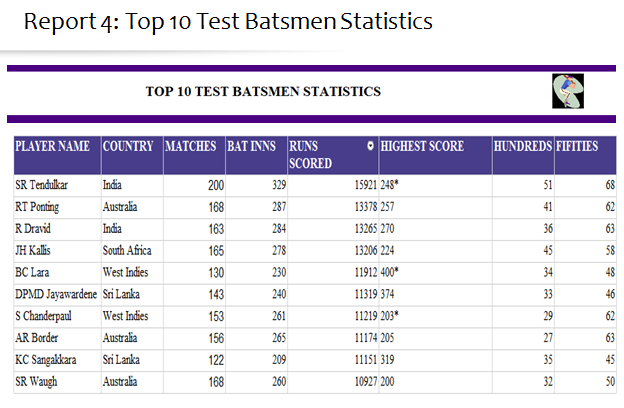 Report 4: Top 10 Test Batsmen Statistics
TOP 10 TEST BATSMEN STATISTICS
PLAYER NAME COUNTRY MATCHES BAT INNS RUNS SCORED HIGHEST SCORE HUNDREDS FIFITIES
SR Tendulkar India 200 329 15921 248* 51 68
RT Ponting Australia 168 287 13378 257 41 62
R Dravid India 163 284 13265 270 36 63
JH Kallis South Africa 165 278 13206 224 45 58
BC Lara West Indies 130 230 11912 400* 34 48
DPMD Jayawardene Sri Lanka 143 240 11319 374 33 46
S Chanderpaul West Indies 153 261 11219 203* 29 62
AR Border Australia 156 265 11174 205 27 63
KC Sangakkara Sri Lanka 122 209 11151 319 35 45
SR Waugh Australia 168 260 10927 200 32 50